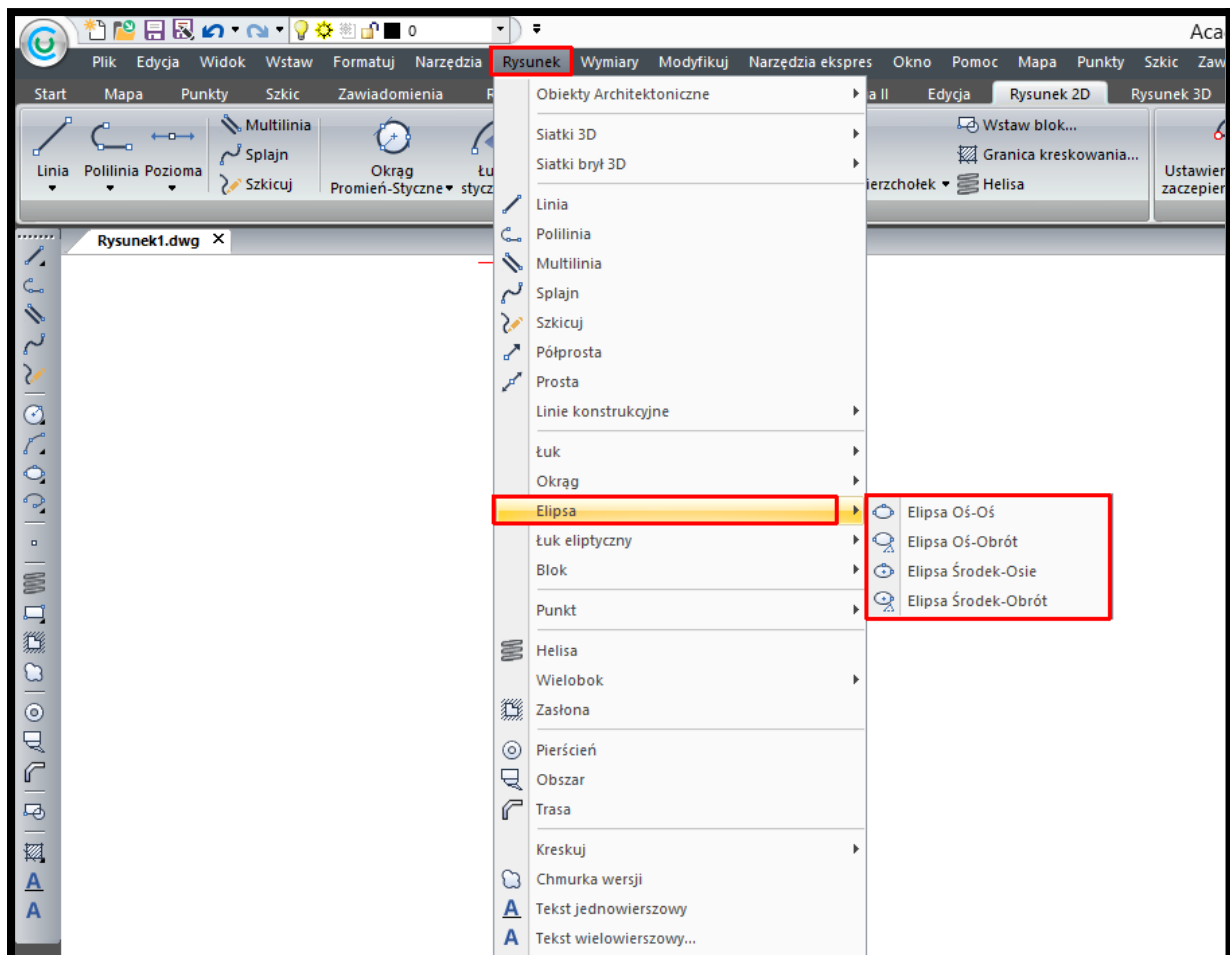 0
Aca
Plik Edycja Widok Wstaw Formatuj Narzędzia Rysunek Wymiary Modyfikuj Narzędzia ekspres Okno Pomoc Mapa Punkty Szkic Zaw
Start Mapa Punkty Szkic Zawiadomienia a II Edycja Rysunek 2D Rysunek 3D
Linia
Polilinia
Pozioma
Multilinia
Splajn
Szkicuj
Okrąg
Promień-Styczne
Łu
stycz
ierzchołek
Wstaw blok...
Granica kreskowania...
Helisa
Ustawier
zaczepier
Rysunek1.dwg
Obiekty Architektoniczne
Siatki 3D
Siatki brył 3D
Linia
Polilinia
Multilinia
Splajn
Szkicuj
Półprosta
Prosta
Linie konstrukcyjne
Łuk
Okrąg
Elipsa
Łuk eliptyczny
Blok
Punkt
Helisa
Wielobok
Zasłona
Pierścień
Obszar
Trasa
Kreskuj
Chmurka wersji
Tekst jednowierszowy
Tekst wielowierszowy...
Elipsa Oś-Oś
Elipsa Oś-Obrót
Elipsa Środek-Osie
Elipsa Środek-Obrót